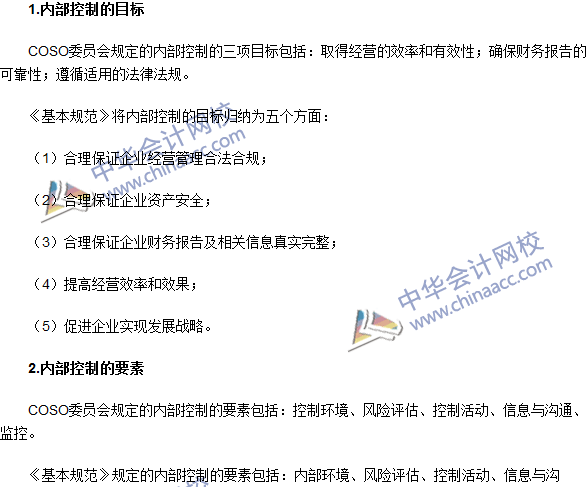 1.内部控制的目标
COSO委员会规定的内部控制的三项目标包括：取得经营的效率和有效性；确保财务报告的
可靠性；遵循适用的法律法规。
《基本规范》将内部控制的目标归纳为五个方面：
（1）合理保证企业经营管理合法合规；
（2）合理保证企业资产安全；
（3）合理保证企业财务报告及相关信息真实完整；
（4）提高经营效率和效果；
（5）促进企业实现发展战略。
2.内部控制的要素
COSO委员会规定的内部控制的要素包括：控制环境、风险评估、控制活动、信息与沟通、
监控。
《基本规范》规定的内部控制的要素包括：内部环境、风险评估、控制活动、信息与沟
中华会计网校
www.chinaacc.com
中华会计网校
www.chinaacc.com